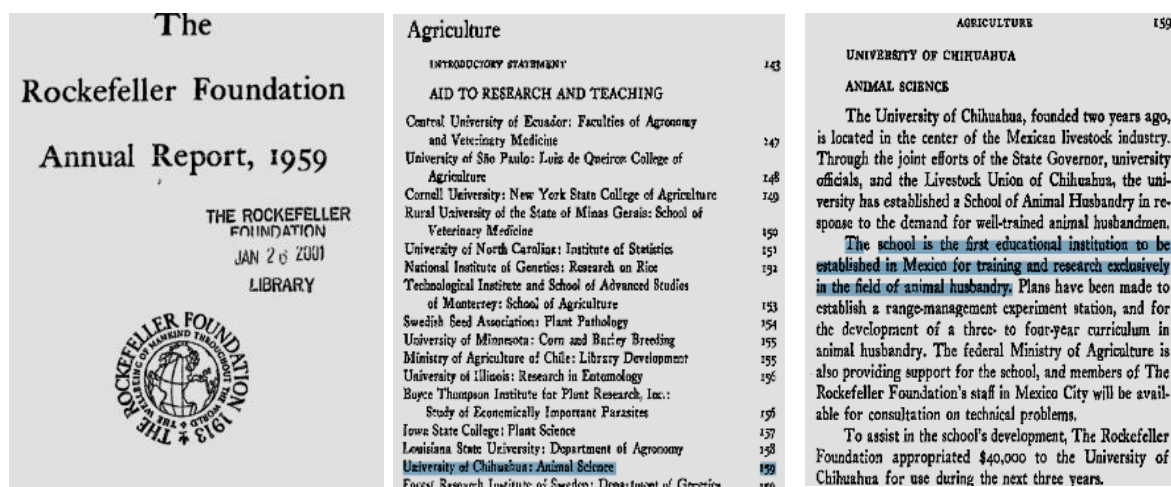 The
Rockefeller Foundation
Annual Report, 1959
THE ROCKEFELLER
FOUNDATION
JAN 26 2001
LIBRARY
THE ROCKEFELLER FOUNDATION
THE WELLBEING OF MANKIND THROUGHOUT THE WORLD
1913
Agriculture
INTRODUCTORY STATEMENT 143
AID TO RESEARCH AND TEACHING
Central University of Ecuador: Faculties of Agronomy
and Veterinary Medicine 147
University of São Paulo: Luiz de Queiroz College of
Agriculture 148
Cornell University: New York State College of Agriculture 149
Rural University of the State of Minas Gerais: School of
Veterinary Medicine 150
University of North Carolina: Institute of Statistics 151
National Institute of Genetics: Research on Rice 152
Technological Institute and School of Advanced Studies
of Monterrey: School of Agriculture 153
Swedish Seed Association: Plant Pathology 154
University of Minnesota: Corn and Barley Breeding 155
Ministry of Agriculture of Chile: Library Development 155
University of Illinois: Research in Entomology 156
Boyce Thompson Institute for Plant Research, Inc.:
Study of Economically Important Parasites 156
Iowa State College: Plant Science 157
Louisiana State University: Department of Agronomy 158
University of Chihuahua: Animal Science 159
Forest Research Institute of Sweden: Department of Genetics
AGRICULTURE 159
UNIVERSITY OF CHIHUAHUA
ANIMAL SCIENCE
The University of Chihuahua, founded two years ago,
is located in the center of the Mexican livestock industry.
Through the joint efforts of the State Governor, university
officials, and the Livestock Union of Chihuahua, the uni-
versity has established a School of Animal Husbandry in re-
sponse to the demand for well-trained animal husbandmen.
The school is the first educational institution to be
established in Mexico for training and research exclusively
in the field of animal husbandry. Plans have been made to
establish a range-management experiment station, and for
the development of a three- to four-year curriculum in
animal husbandry. The federal Ministry of Agriculture is
also providing support for the school, and members of The
Rockefeller Foundation's staff in Mexico City will be avail-
able for consultation on technical problems.
To assist in the school's development, The Rockefeller
Foundation appropriated $40,000 to the University of
Chihuahua for use during the next three years.